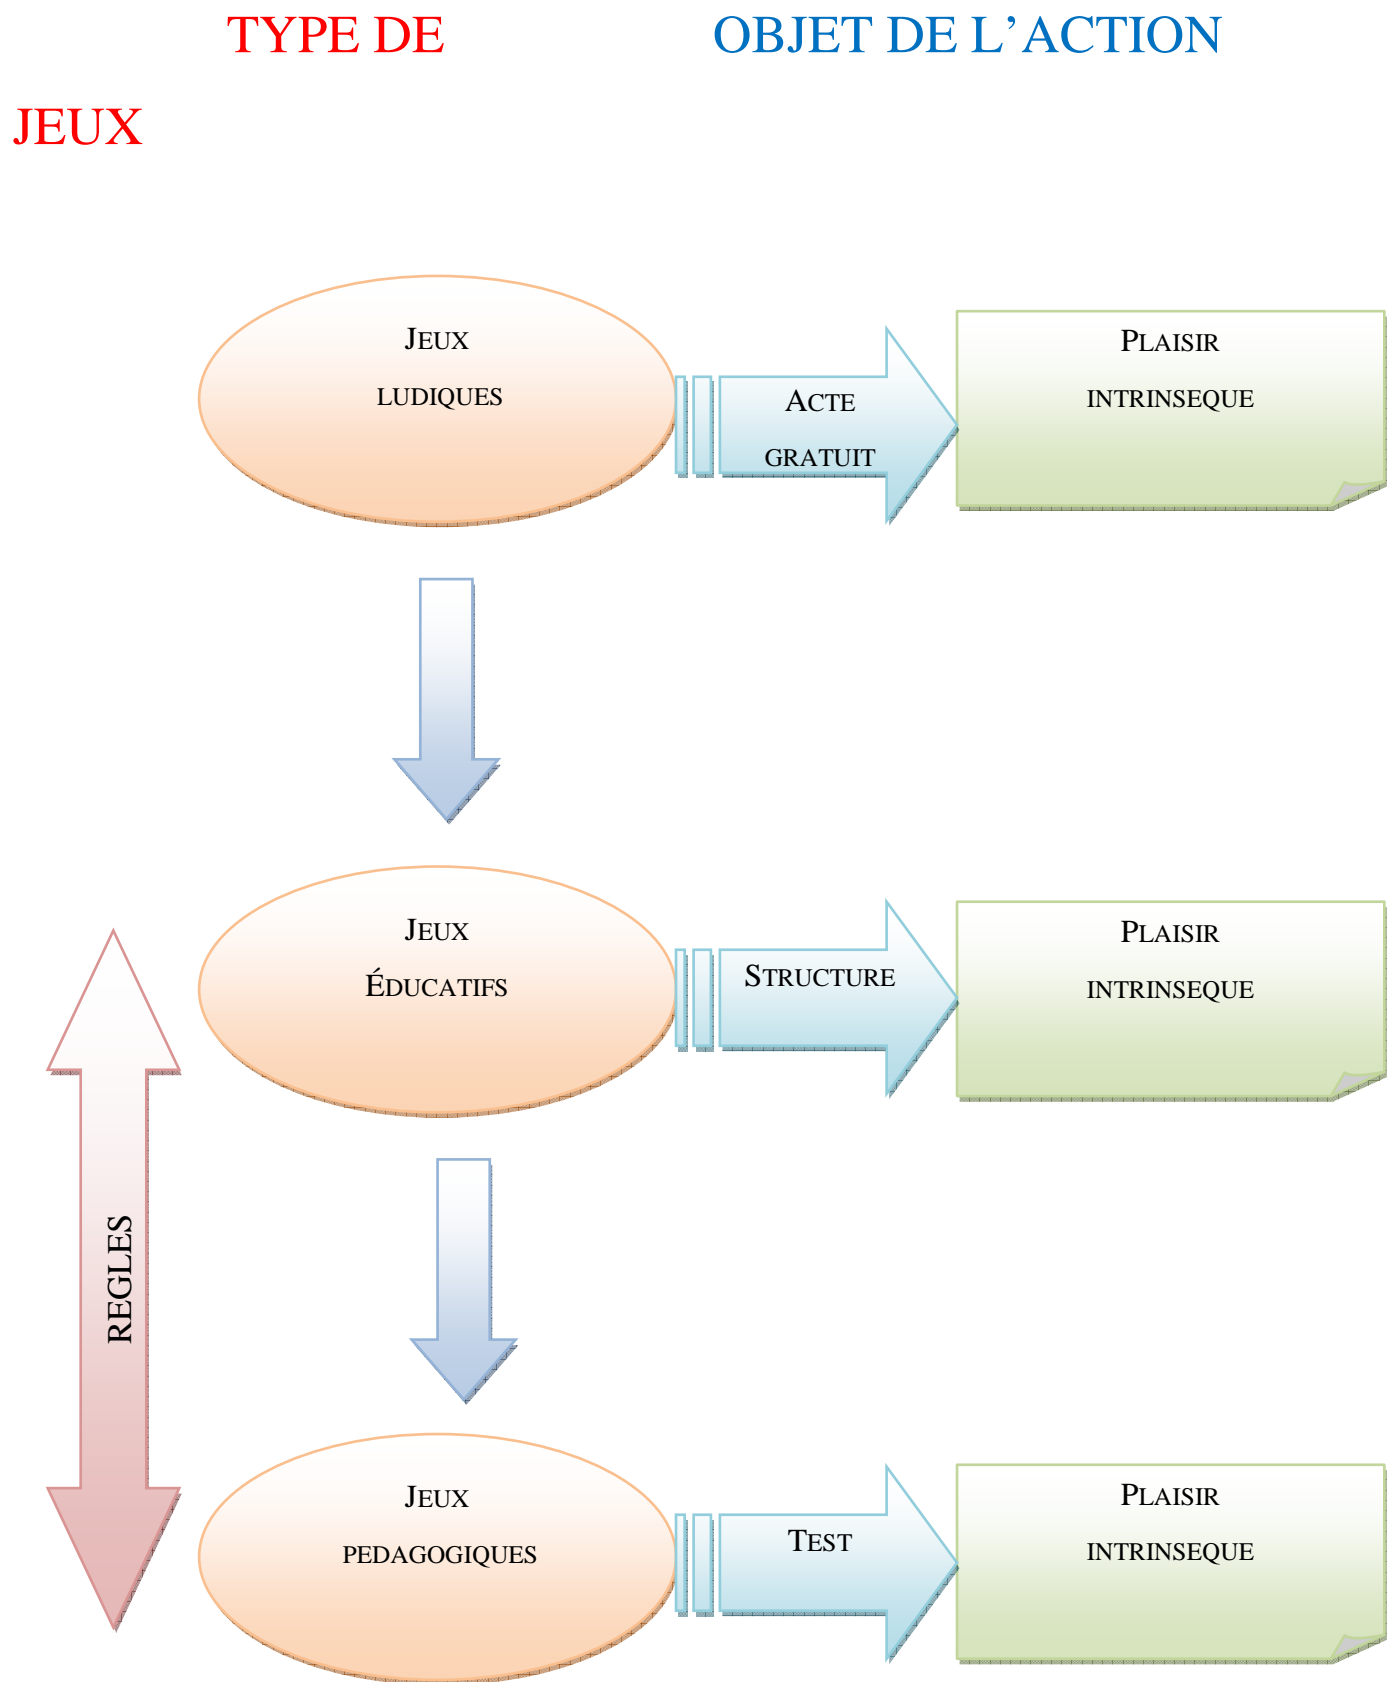 TYPE DE OBJET DE L’ACTION
JEUX
JEUX
LUDIQUES
ACTE
GRATUIT
PLAISIR
INTRINSEQUE
JEUX
ÉDUCATIFS
STRUCTURE
PLAISIR
INTRINSEQUE
REGLES
JEUX
PEDAGOGIQUES
TEST
PLAISIR
INTRINSEQUE